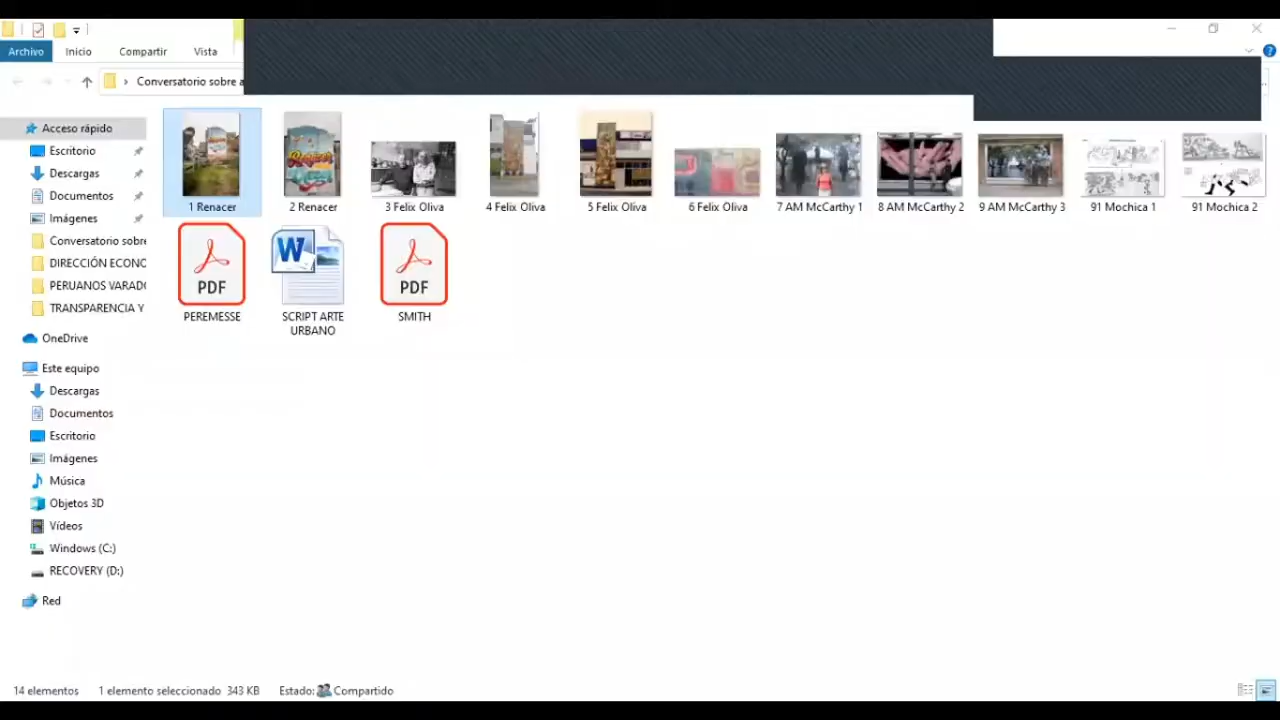 Archivo Inicio Compartir Vista
Conversatorio sobre a
Acceso rápido
Escritorio
Descargas
Documentos
Imágenes
Conversatorio sobre
DIRECCIÓN ECONO
PERUANOS VARADO
TRANSPARENCIA Y
OneDrive
Este equipo
Descargas
Documentos
Escritorio
Imágenes
Música
Objetos 3D
Vídeos
Windows (C:)
RECOVERY (D:)
Red
1 Renacer
2 Renacer
3 Felix Oliva
4 Felix Oliva
5 Felix Oliva
6 Felix Oliva
7 AM McCarthy 1
8 AM McCarthy 2
9 AM McCarthy 3
91 Mochica 1
91 Mochica 2
PDF
PEREMESSE
W
SCRIPT ARTE
URBANO
PDF
SMITH
14 elementos 1 elemento seleccionado 343 KB Estado: Compartido